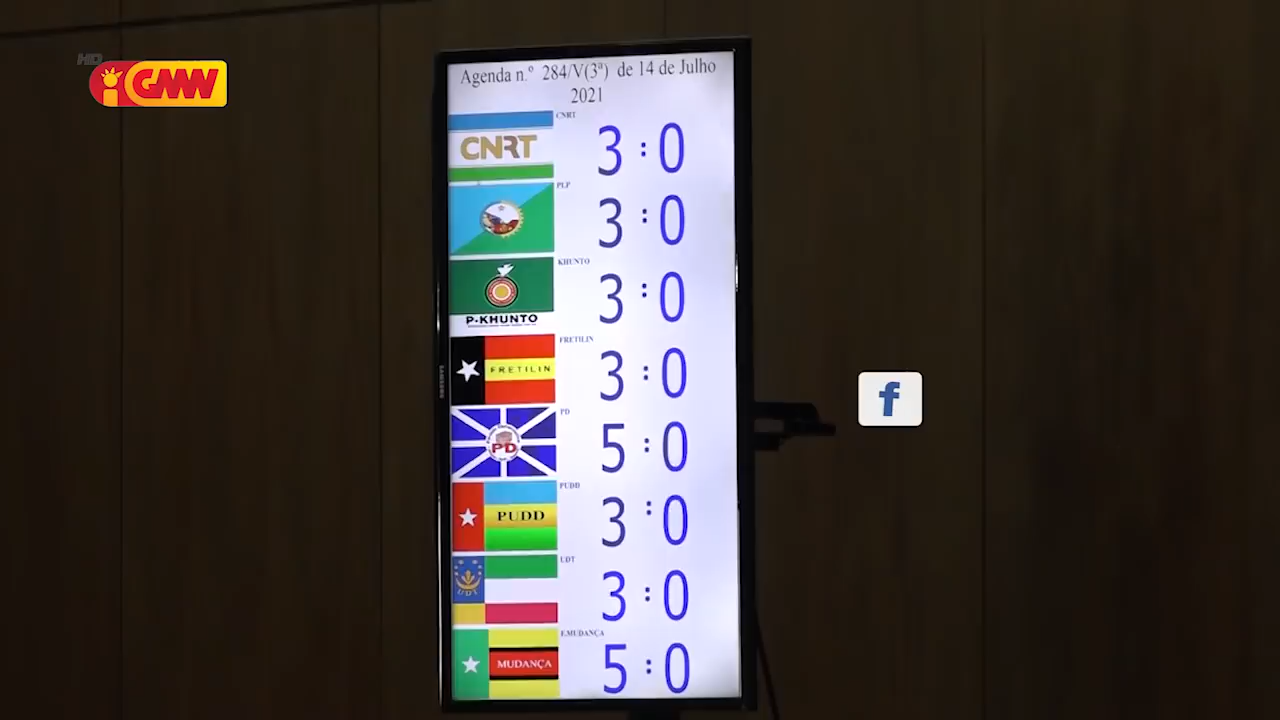 HD
GMN
Agenda n.º 284/V(3ª) de 14 de Julho
2021
CNRT
CNRT
3 : 0
PLP
3 : 0
KHUNTO
3 : 0
P-KHUNTO
FRETILIN
FRETILIN
3 : 0
PD
PD
5 : 0
PUDD
PUDD
3 : 0
UDT
UDT
3 : 0
F.MUDANÇA
MUDANÇA
5 : 0
f